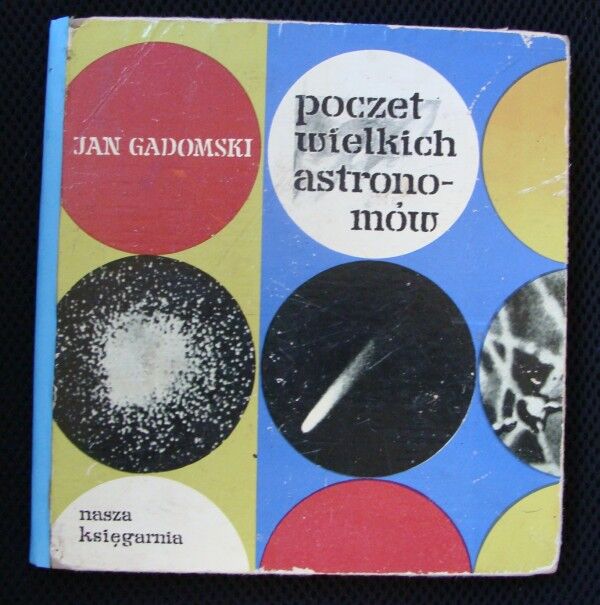 JAN GADOMSKI
poczet
wielkich
astrono-
mów
nasza
księgarnia